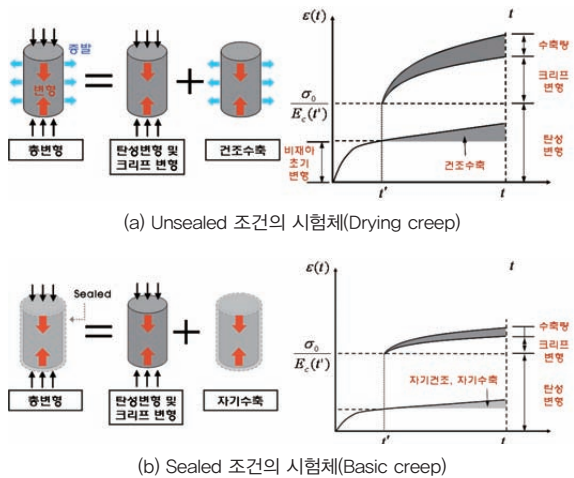 증발
변형
총변형
탄성변형 및
크리프 변형
건조수축
ε(t)
t
σ₀
E_c(t')
비재하
초기
변형
건조수축
수축량
크리프
변형
탄성
변형
t'
t
(a) Unsealed 조건의 시험체(Drying creep)
Sealed
총변형
탄성변형 및
크리프 변형
자기수축
ε(t)
t
σ₀
E_c(t')
자기건조, 자기수축
수축량
크리프
변형
탄성
변형
t'
t
(b) Sealed 조건의 시험체(Basic creep)